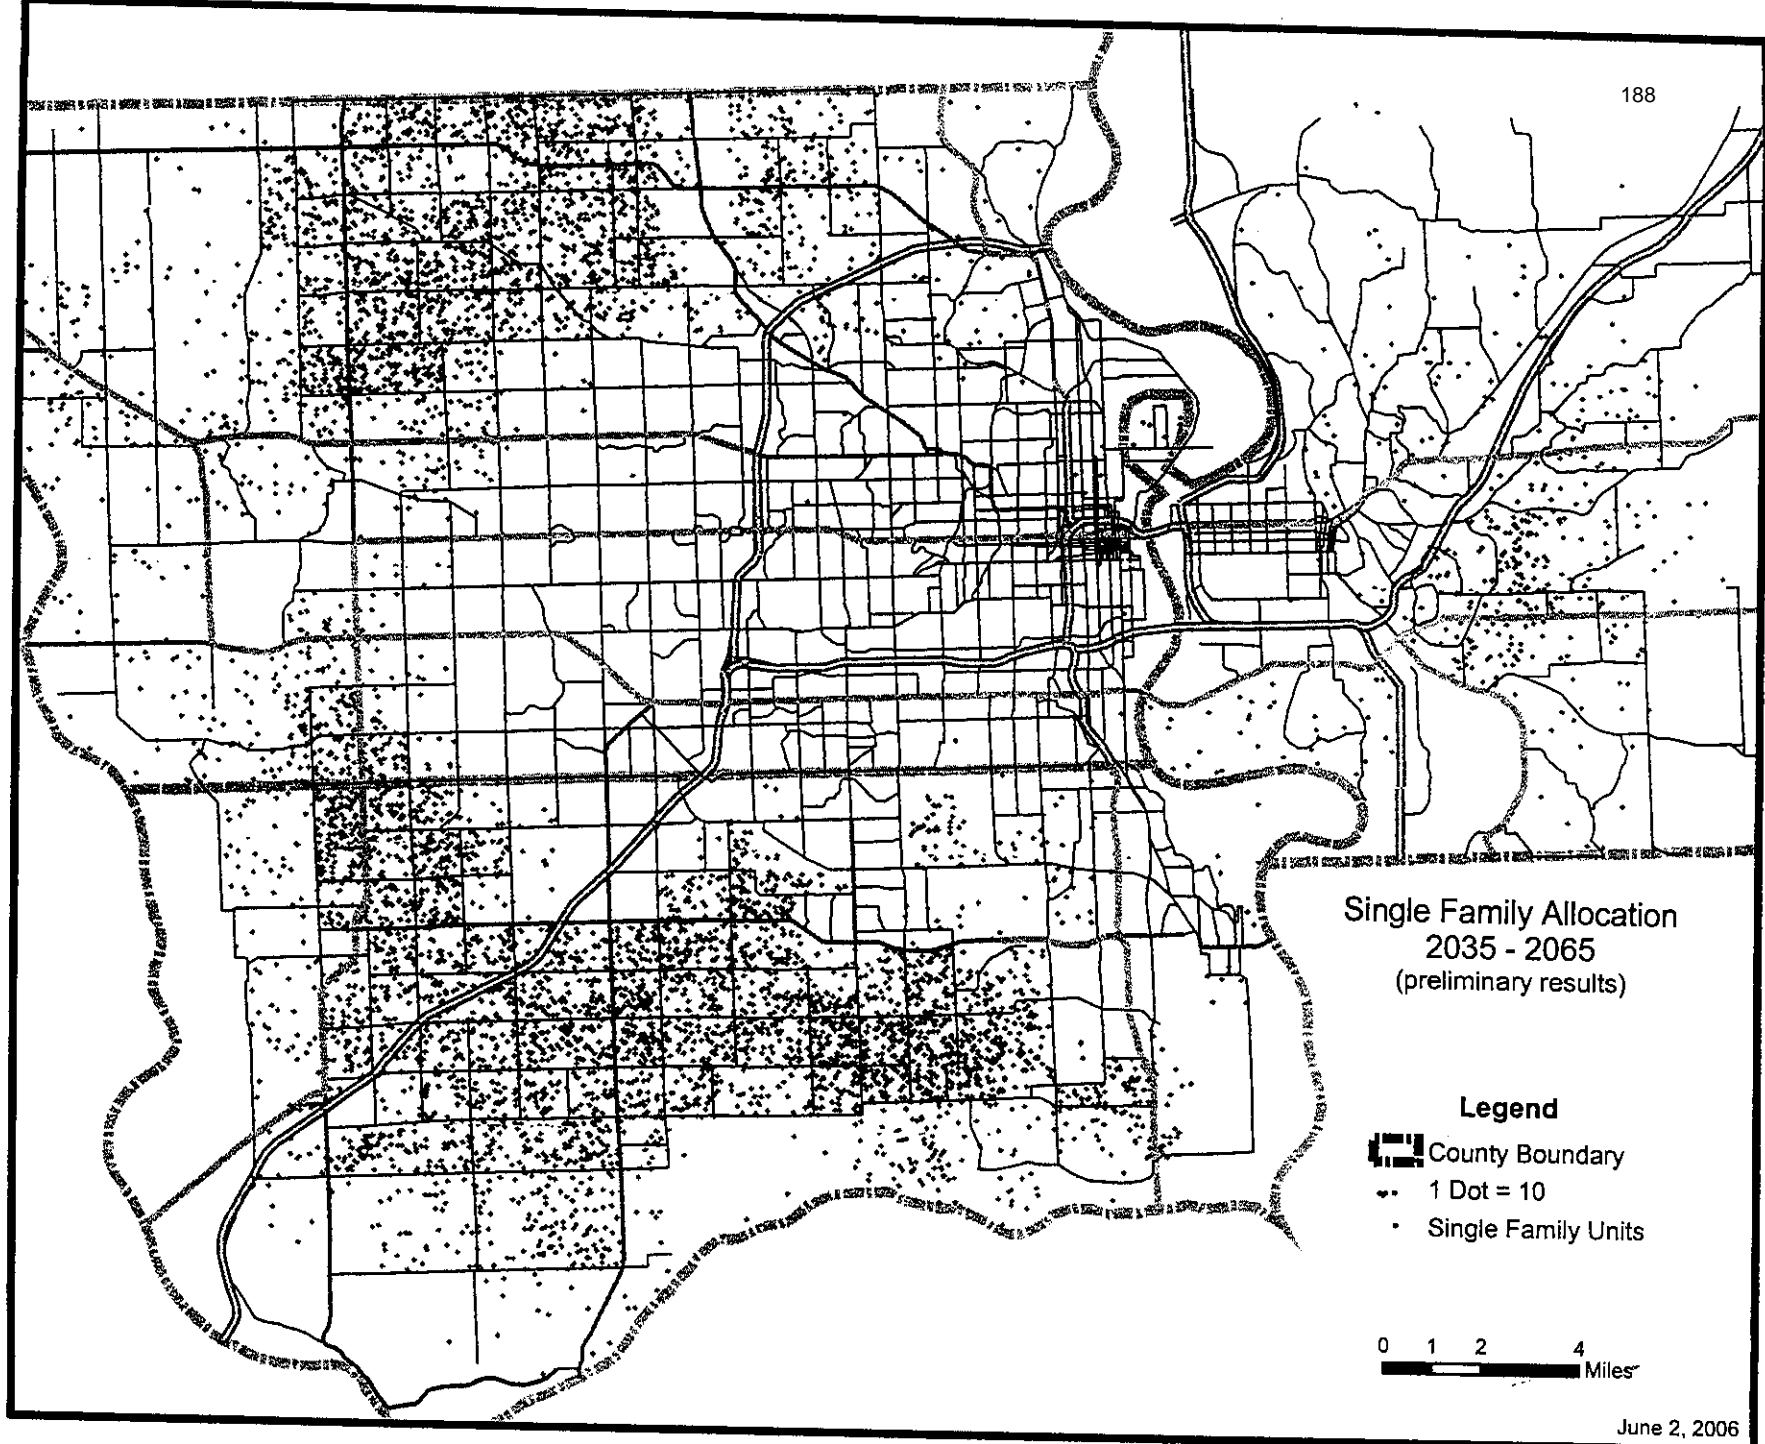 188
Single Family Allocation
2035 - 2065
(preliminary results)
Legend
County Boundary
1 Dot = 10
Single Family Units
0 1 2 4
Miles
June 2, 2006